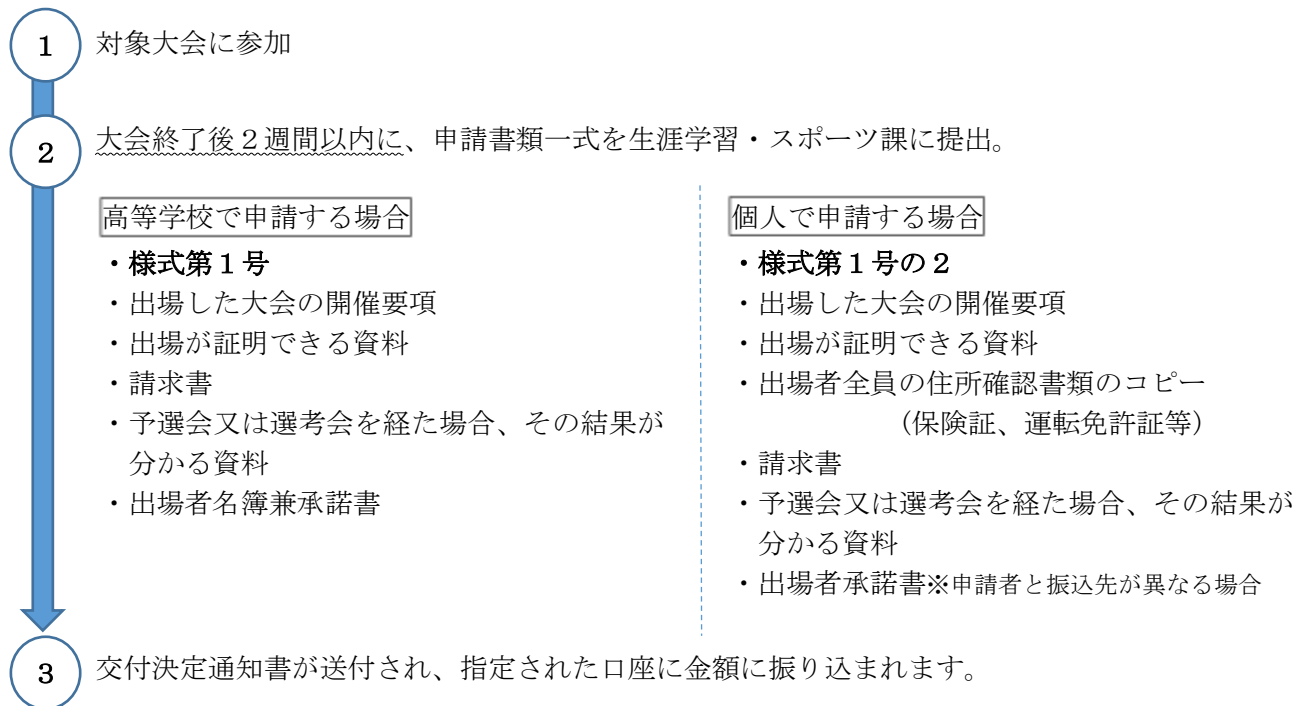 1 対象大会に参加
2 大会終了後２週間以内に、申請書類一式を生涯学習・スポーツ課に提出。
高等学校で申請する場合
・様式第１号
・出場した大会の開催要項
・出場が証明できる資料
・請求書
・予選会又は選考会を経た場合、その結果が
分かる資料
・出場者名簿兼承諾書
個人で申請する場合
・様式第１号の２
・出場した大会の開催要項
・出場が証明できる資料
・出場者全員の住所確認書類のコピー
（保険証、運転免許証等）
・請求書
・予選会又は選考会を経た場合、その結果が
分かる資料
・出場者承諾書※申請者と振込先が異なる場合
3 交付決定通知書が送付され、指定された口座に金額に振り込まれます。